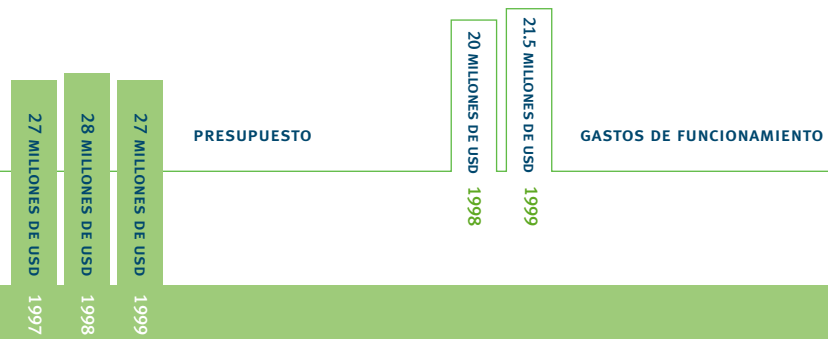 27 MILLONES DE USD 1997
28 MILLONES DE USD 1998
27 MILLONES DE USD 1999
PRESUPUESTO
20 MILLONES DE USD 1998
21.5 MILLONES DE USD 1999
GASTOS DE FUNCIONAMIENTO